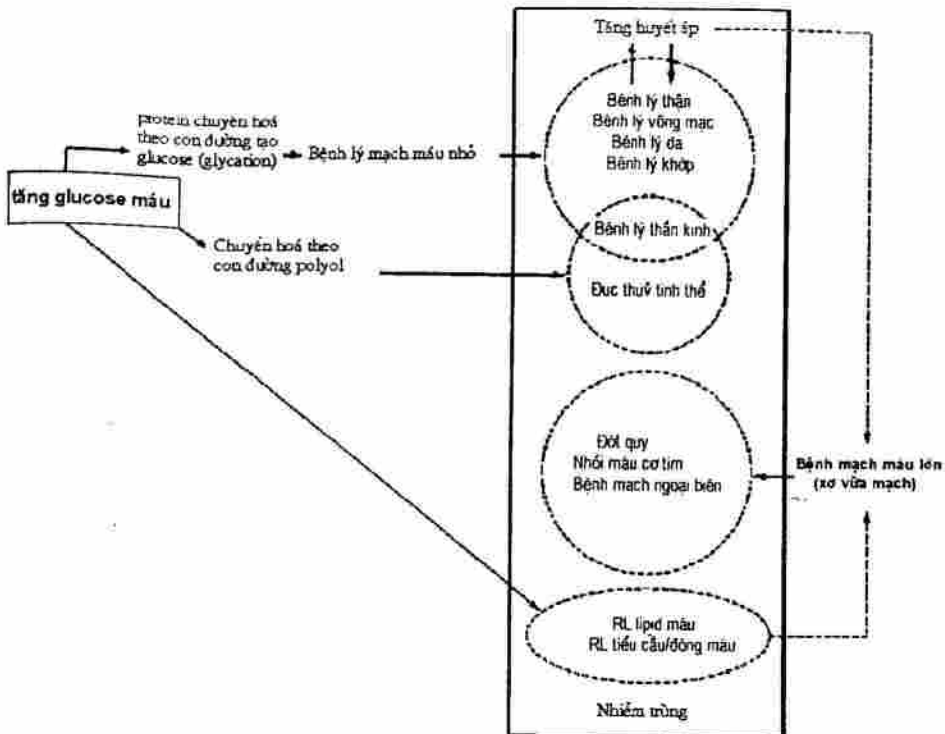 Tăng huyết áp
Bệnh lý thận
Bệnh lý võng mạc
Bệnh lý da
Bệnh lý khớp
protein chuyển hoá
theo con đường tạo
glucose (glycation)
Bệnh lý mạch máu nhỏ
tăng glucose máu
Bệnh lý thần kinh
Chuyển hoá theo
con đường polyol
Đục thuỷ tinh thể
Đột quy
Nhồi máu cơ tim
Bệnh mạch ngoại biên
Bệnh mạch máu lớn
(xơ vữa mạch)
RL lipid máu
RL tiểu cầu/đông máu
Nhiễm trùng